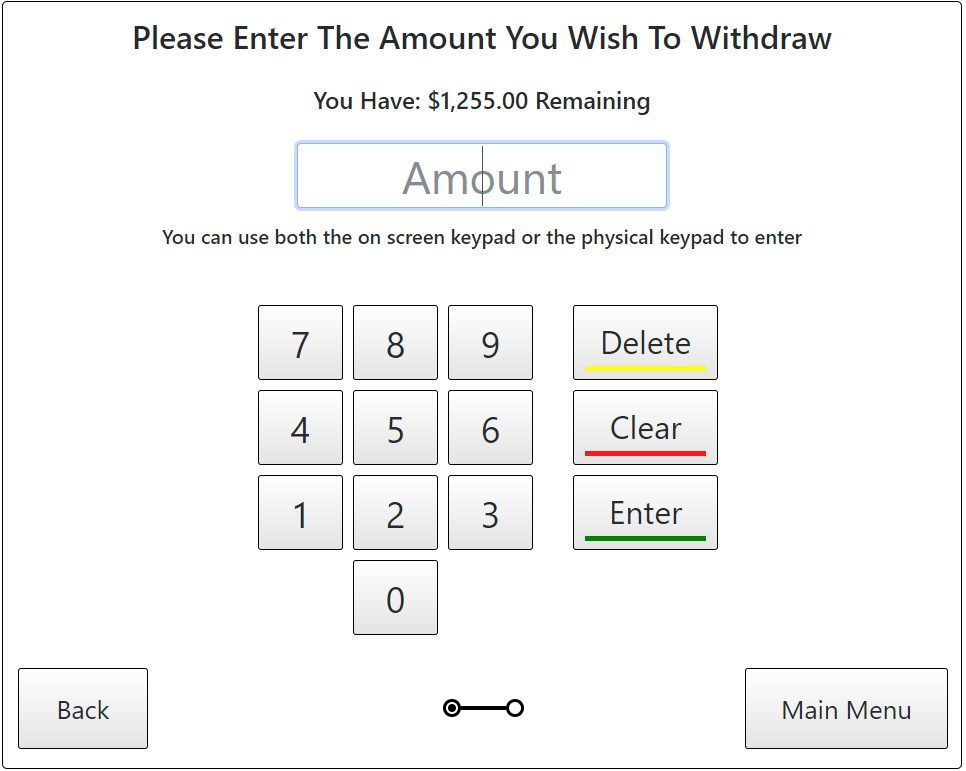 Please Enter The Amount You Wish To Withdraw
You Have: $1,255.00 Remaining
Amount
You can use both the on screen keypad or the physical keypad to enter
7 8 9 Delete
4 5 6 Clear
1 2 3 Enter
0
Back Main Menu